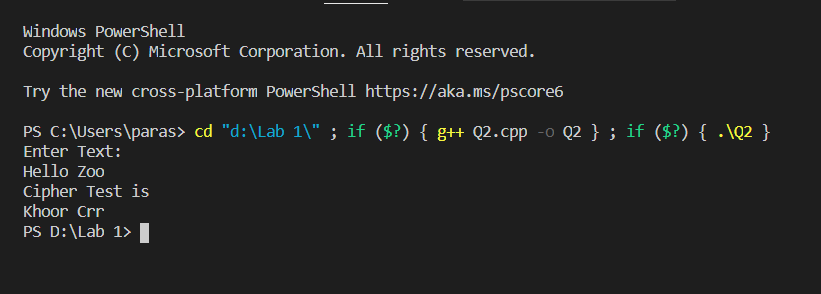 Windows PowerShell
Copyright (C) Microsoft Corporation. All rights reserved.
Try the new cross-platform PowerShell https://aka.ms/pscore6
PS C:\Users\paras> cd "d:\Lab 1\" ; if ($?) { g++ Q2.cpp -o Q2 } ; if ($?) { .\Q2 }
Enter Text:
Hello Zoo
Cipher Test is
Khoor Crr
PS D:\Lab 1>